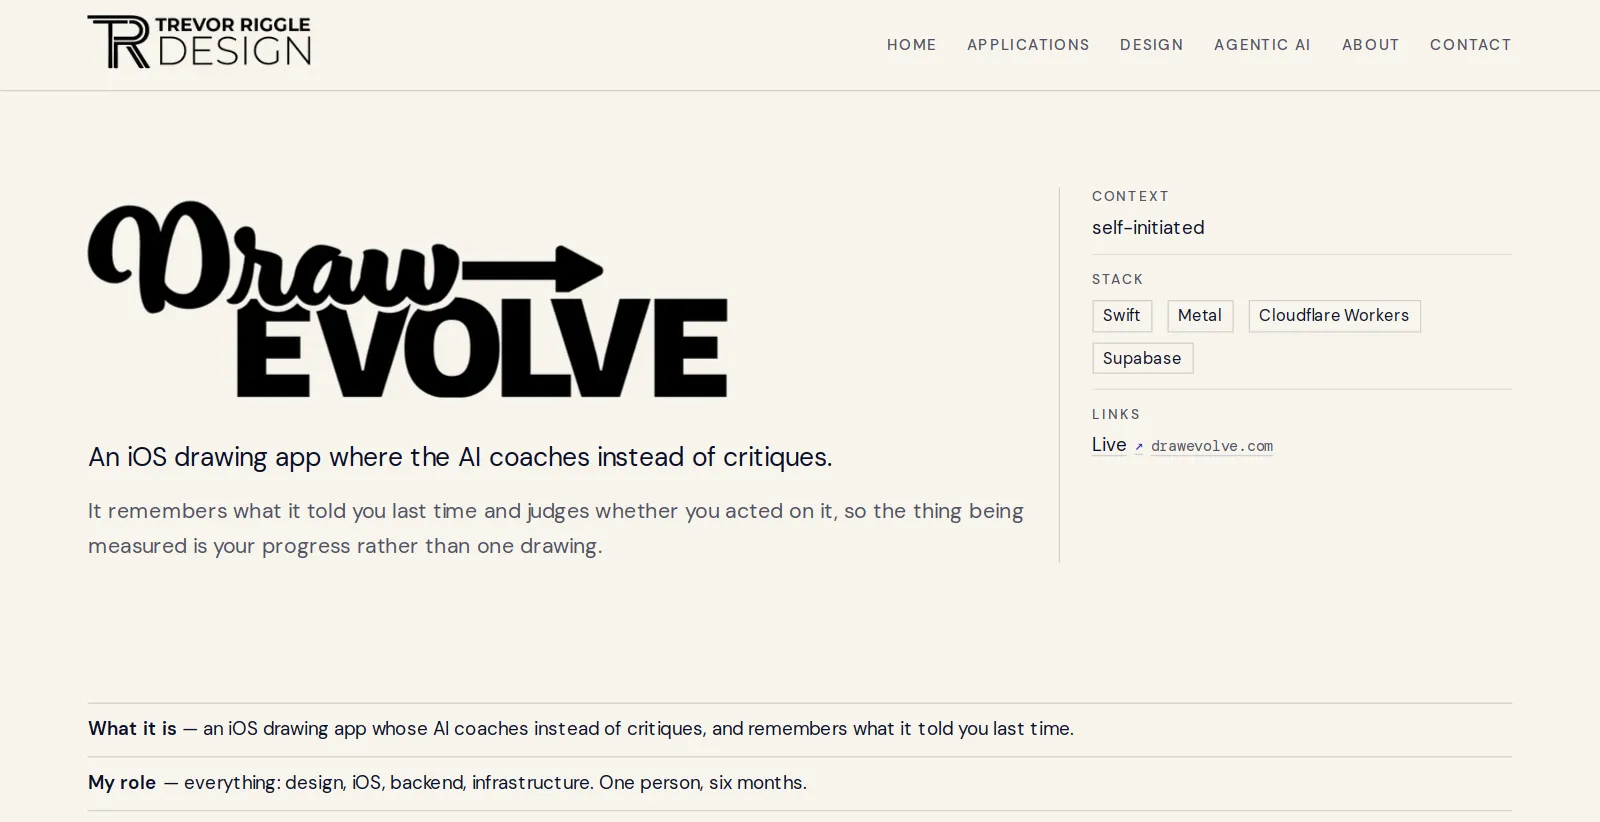 TREVOR RIGGLE
DESIGN
HOME APPLICATIONS DESIGN AGENTIC AI ABOUT CONTACT
Draw
EVOLVE
An iOS drawing app where the AI coaches instead of critiques.
It remembers what it told you last time and judges whether you acted on it, so the thing being
measured is your progress rather than one drawing.
CONTEXT
self-initiated
STACK
Swift Metal Cloudflare Workers
Supabase
LINKS
Live ↗ drawevolve.com
What it is — an iOS drawing app whose AI coaches instead of critiques, and remembers what it told you last time.
My role — everything: design, iOS, backend, infrastructure. One person, six months.